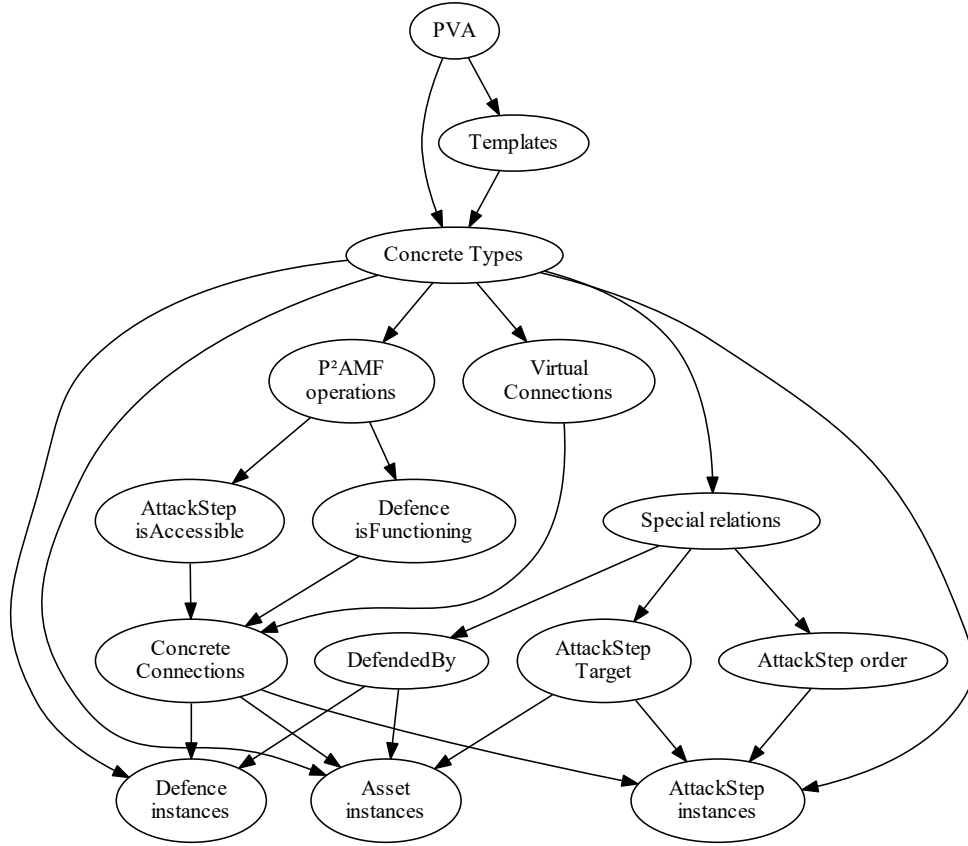 PVA
Templates
Concrete Types
P²AMF
operations
Virtual
Connections
AttackStep
isAccessible
Defence
isFunctioning
Special relations
Concrete
Connections
DefendedBy
AttackStep
Target
AttackStep order
Defence
instances
Asset
instances
AttackStep
instances